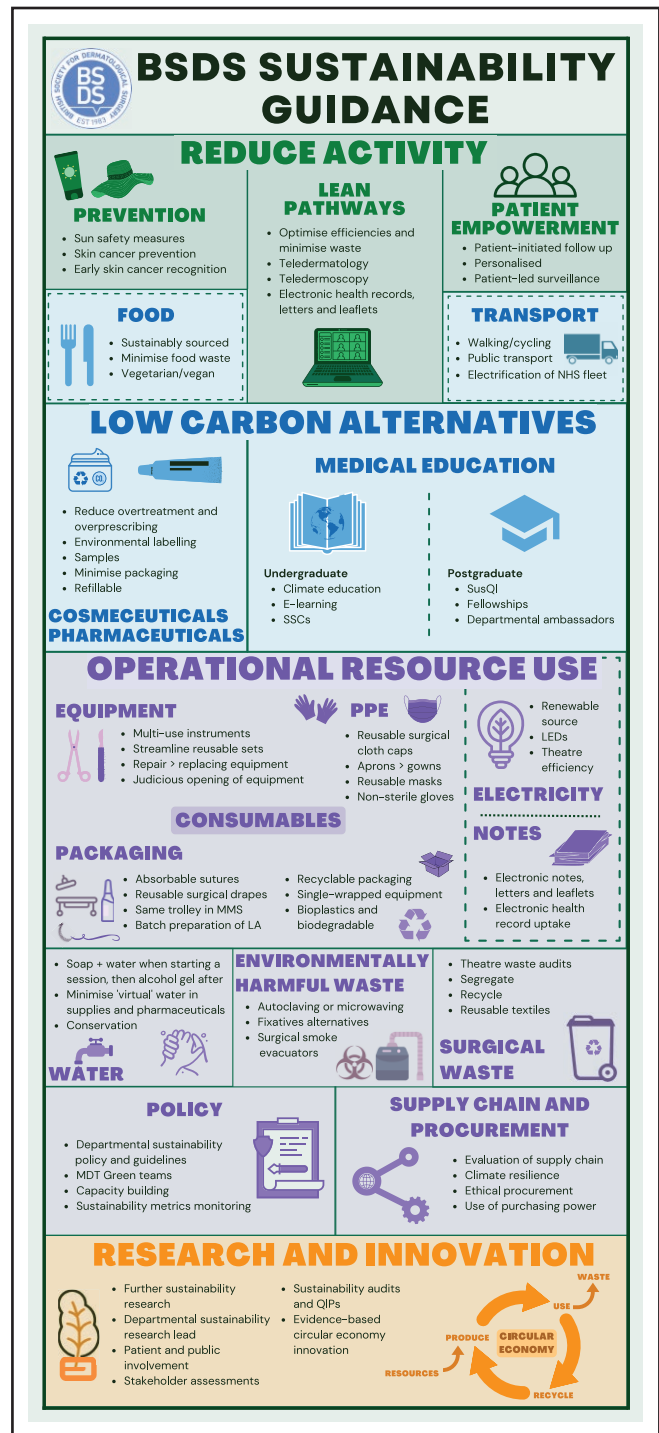 BRITISH SOCIETY FOR DERMATOLOGICAL SURGERY
BS
DS
EST 1983
BSDS SUSTAINABILITY
GUIDANCE
REDUCE ACTIVITY
PREVENTION
• Sun safety measures
• Skin cancer prevention
• Early skin cancer recognition
LEAN
PATHWAYS
• Optimise efficiencies and
minimise waste
• Teledermatology
• Teledermoscopy
• Electronic health records,
letters and leaflets
PATIENT
EMPOWERMENT
• Patient-initiated follow up
• Personalised
• Patient-led surveillance
FOOD
• Sustainably sourced
• Minimise food waste
• Vegetarian/vegan
TRANSPORT
• Walking/cycling
• Public transport
• Electrification of NHS fleet
LOW CARBON ALTERNATIVES
• Reduce overtreatment and
overprescribing
• Environmental labelling
• Samples
• Minimise packaging
• Refillable
COSMECEUTICALS
PHARMACEUTICALS
MEDICAL EDUCATION
Undergraduate
• Climate education
• E-learning
• SSCs
Postgraduate
• SusQI
• Fellowships
• Departmental ambassadors
OPERATIONAL RESOURCE USE
EQUIPMENT
• Multi-use instruments
• Streamline reusable sets
• Repair > replacing equipment
• Judicious opening of equipment
PPE
• Reusable surgical
cloth caps
• Aprons > gowns
• Reusable masks
• Non-sterile gloves
• Renewable
source
• LEDs
• Theatre
efficiency
ELECTRICITY
CONSUMABLES
PACKAGING
• Absorbable sutures
• Reusable surgical drapes
• Same trolley in MMS
• Batch preparation of LA
• Recyclable packaging
• Single-wrapped equipment
• Bioplastics and
biodegradable
NOTES
• Electronic notes,
letters and leaflets
• Electronic health
record uptake
• Soap + water when starting a
session, then alcohol gel after
• Minimise 'virtual' water in
supplies and pharmaceuticals
• Conservation
WATER
ENVIRONMENTALLY
HARMFUL WASTE
• Autoclaving or microwaving
• Fixatives alternatives
• Surgical smoke
evacuators
• Theatre waste audits
• Segregate
• Recycle
• Reusable textiles
SURGICAL
WASTE
POLICY
• Departmental sustainability
policy and guidelines
• MDT Green teams
• Capacity building
• Sustainability metrics monitoring
SUPPLY CHAIN AND
PROCUREMENT
• Evaluation of supply chain
• Climate resilience
• Ethical procurement
• Use of purchasing power
RESEARCH AND INNOVATION
• Further sustainability
research
• Departmental sustainability
research lead
• Patient and public
involvement
• Stakeholder assessments
• Sustainability audits
and QIPs
• Evidence-based
circular economy
innovation
WASTE
USE
PRODUCE
CIRCULAR
ECONOMY
RESOURCES
RECYCLE